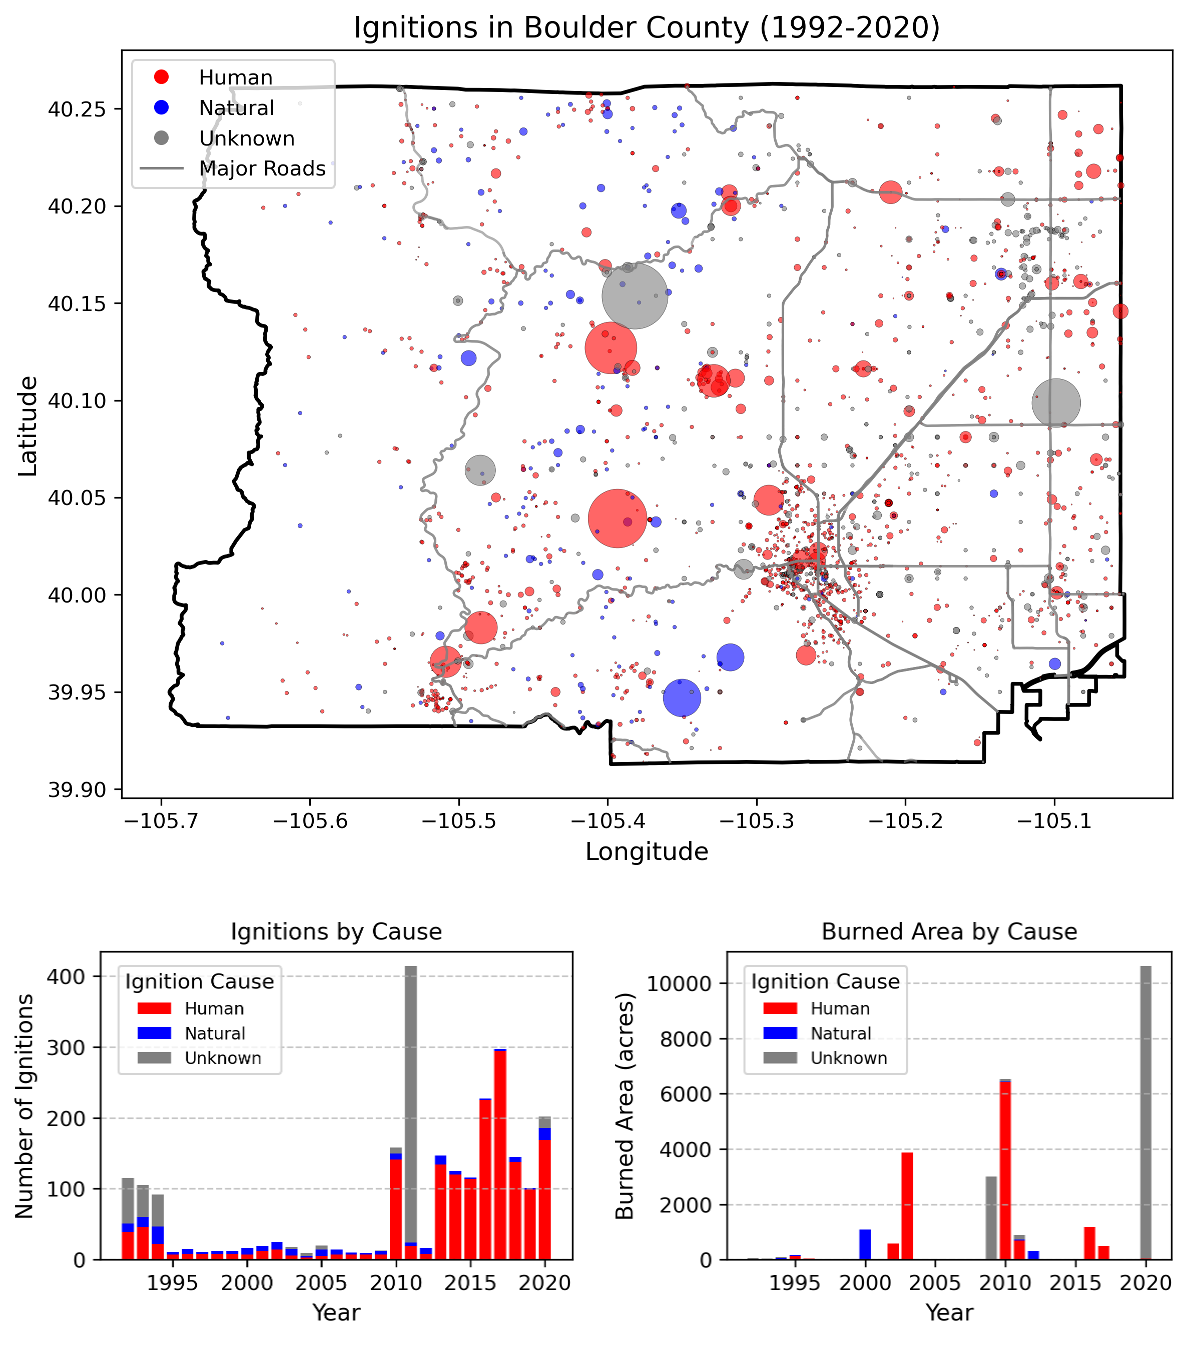 Ignitions in Boulder County (1992-2020)
Human
Natural
Unknown
Major Roads
40.25
40.20
40.15
40.10
40.05
40.00
39.95
39.90
Latitude
−105.7 −105.6 −105.5 −105.4 −105.3 −105.2 −105.1
Longitude
Ignitions by Cause
Ignition Cause
Human
Natural
Unknown
400
300
200
100
0
Number of Ignitions
1995 2000 2005 2010 2015 2020
Year
Burned Area by Cause
Ignition Cause
Human
Natural
Unknown
10000
8000
6000
4000
2000
0
Burned Area (acres)
1995 2000 2005 2010 2015 2020
Year